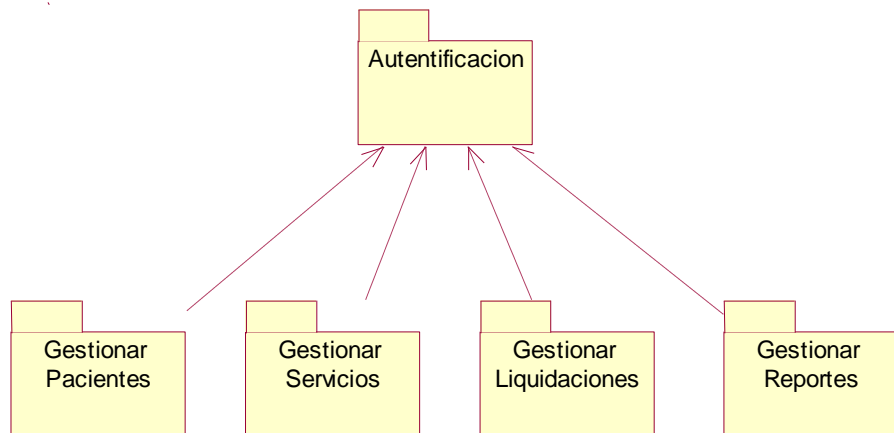 Autentificacion
Gestionar
Pacientes
Gestionar
Servicios
Gestionar
Liquidaciones
Gestionar
Reportes